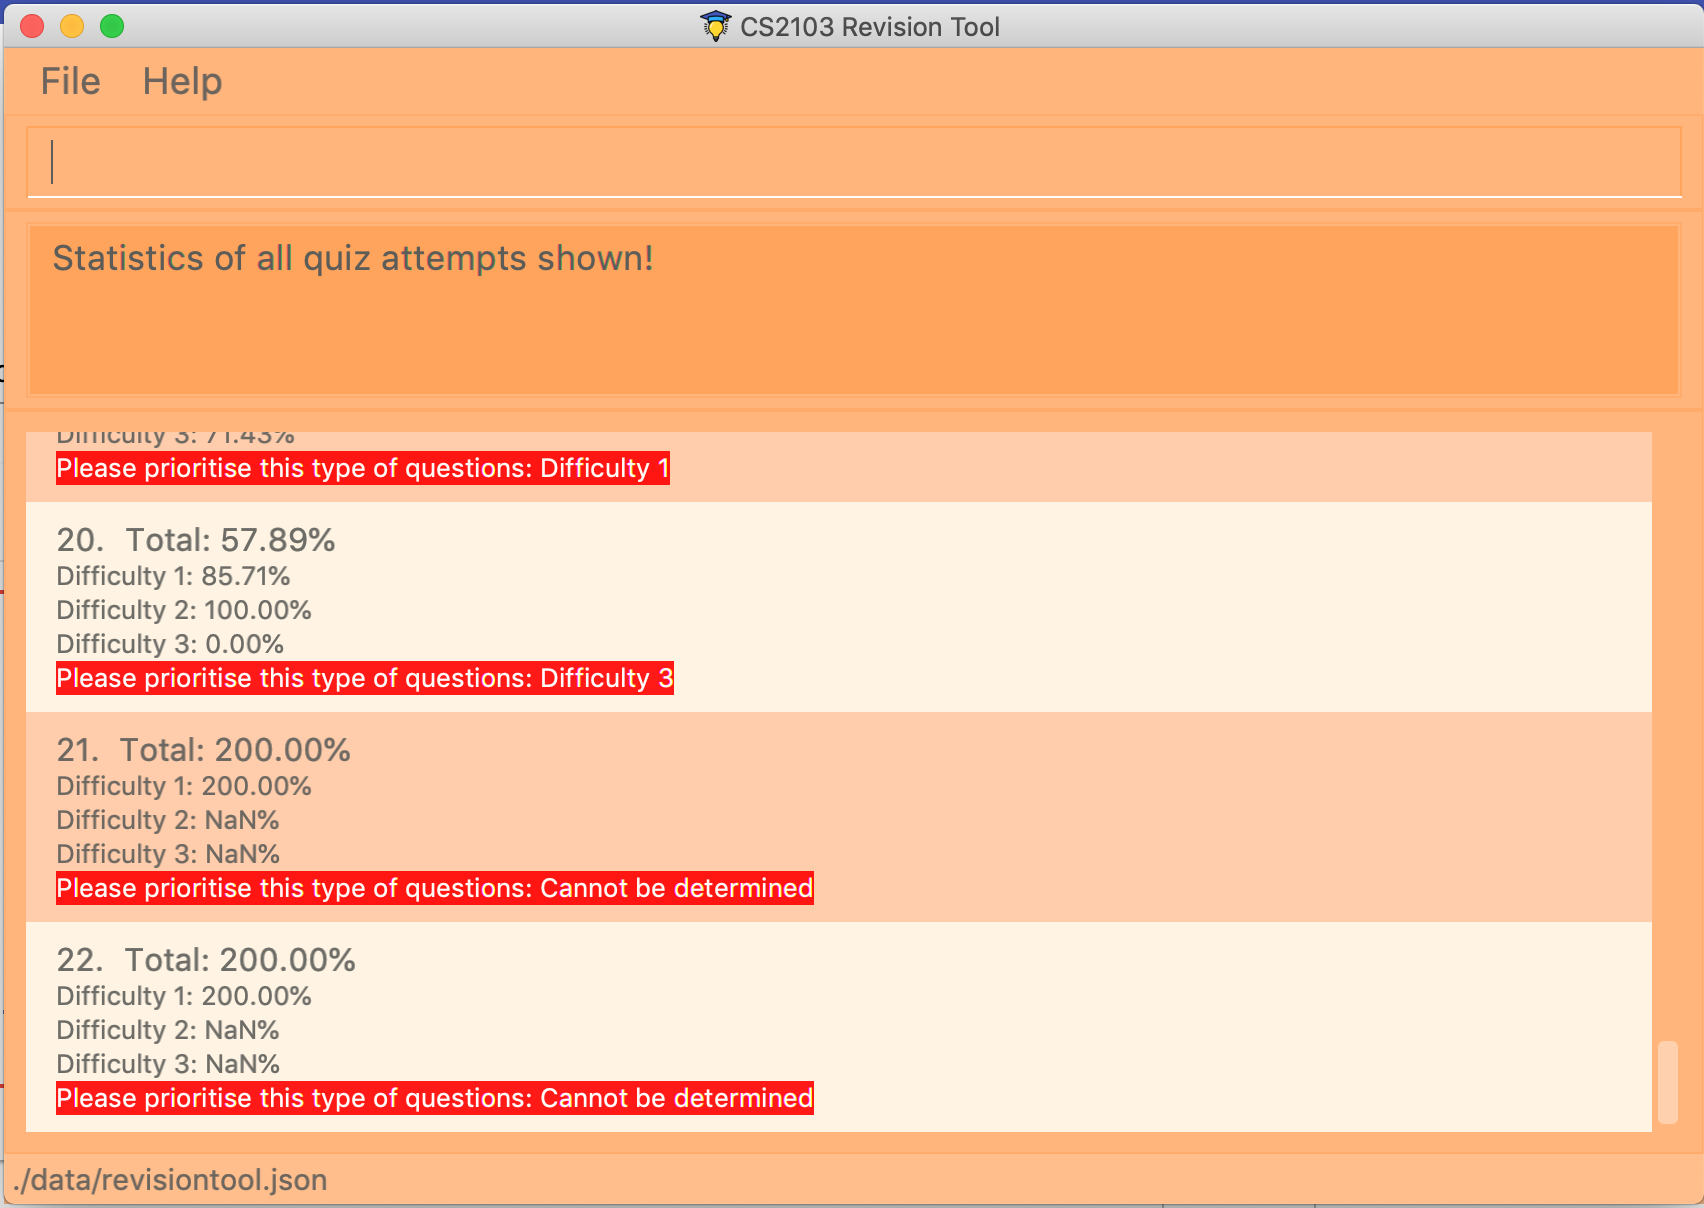 CS2103 Revision Tool
File Help
Statistics of all quiz attempts shown!
Difficulty 3: 71.43%
Please prioritise this type of questions: Difficulty 1
20. Total: 57.89%
Difficulty 1: 85.71%
Difficulty 2: 100.00%
Difficulty 3: 0.00%
Please prioritise this type of questions: Difficulty 3
21. Total: 200.00%
Difficulty 1: 200.00%
Difficulty 2: NaN%
Difficulty 3: NaN%
Please prioritise this type of questions: Cannot be determined
22. Total: 200.00%
Difficulty 1: 200.00%
Difficulty 2: NaN%
Difficulty 3: NaN%
Please prioritise this type of questions: Cannot be determined
./data/revisiontool.json